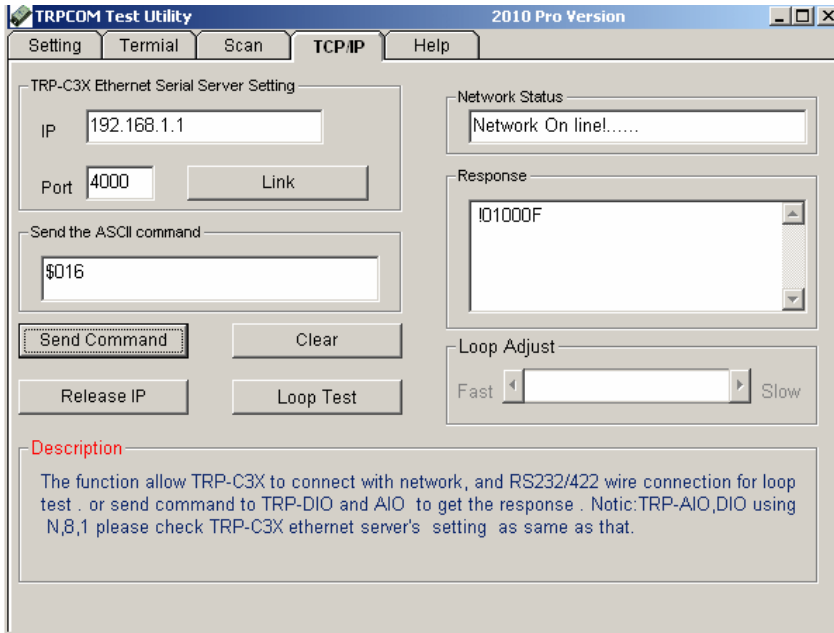 TRPCOM Test Utility 2010 Pro Version
Setting Termial Scan TCP/IP Help
TRP-C3X Ethernet Serial Server Setting
IP 192.168.1.1
Port 4000 Link
Send the ASCII command
$016
Send Command Clear
Release IP Loop Test
Network Status
Network On line!......
Response
!01000F
Loop Adjust
Fast Slow
Description
The function allow TRP-C3X to connect with network, and RS232/422 wire connection for loop
test . or send command to TRP-DIO and AIO to get the response . Notic:TRP-AIO,DIO using
N,8,1 please check TRP-C3X ethernet server's setting as same as that.